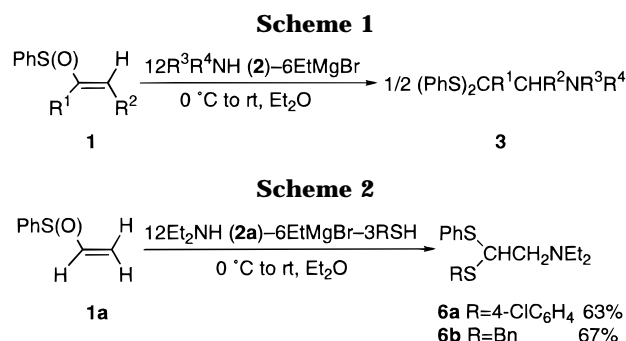 Scheme 1
PhS(O) H
R¹ R²
1
12R³R⁴NH (2)–6EtMgBr
0 ˚C to rt, Et₂O
1/2 (PhS)₂CR¹CHR²NR³R⁴
3
Scheme 2
PhS(O) H
H H
1a
12Et₂NH (2a)–6EtMgBr–3RSH
0 ˚C to rt, Et₂O
PhS
CHCH₂NEt₂
RS
6a R=4-ClC₆H₄ 63%
6b R=Bn 67%